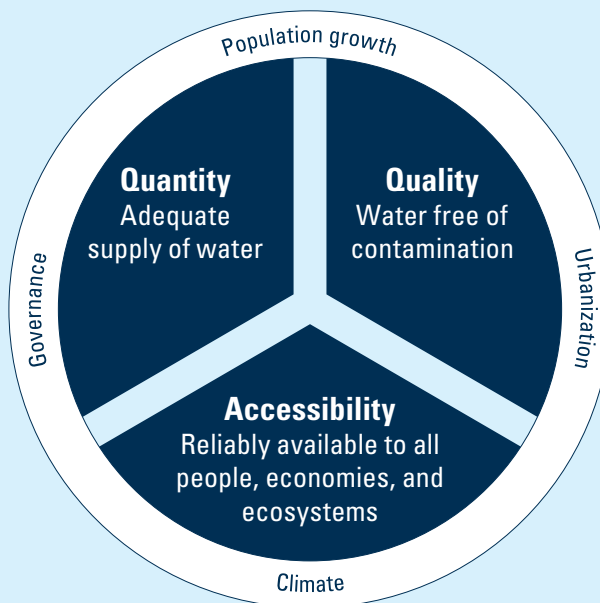 Population growth
Quantity
Adequate
supply of water
Quality
Water free of
contamination
Governance
Urbanization
Accessibility
Reliably available to all
people, economies, and
ecosystems
Climate